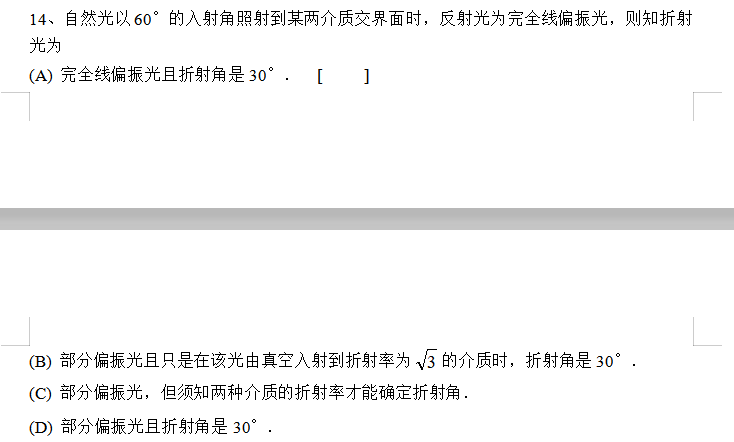 14、自然光以 60° 的入射角照射到某两介质交界面时，反射光为完全线偏振光，则知折射
光为
(A) 完全线偏振光且折射角是 30°． [ ]
(B) 部分偏振光且只是在该光由真空入射到折射率为 √3 的介质时，折射角是 30°．
(C) 部分偏振光，但须知两种介质的折射率才能确定折射角．
(D) 部分偏振光且折射角是 30°．